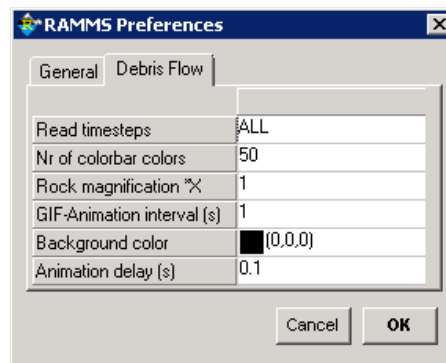 RAMMS Preferences
General Debris Flow
Read timesteps ALL
Nr of colorbar colors 50
Rock magnification *X 1
GIF-Animation interval (s) 1
Background color (0,0,0)
Animation delay (s) 0.1
Cancel OK